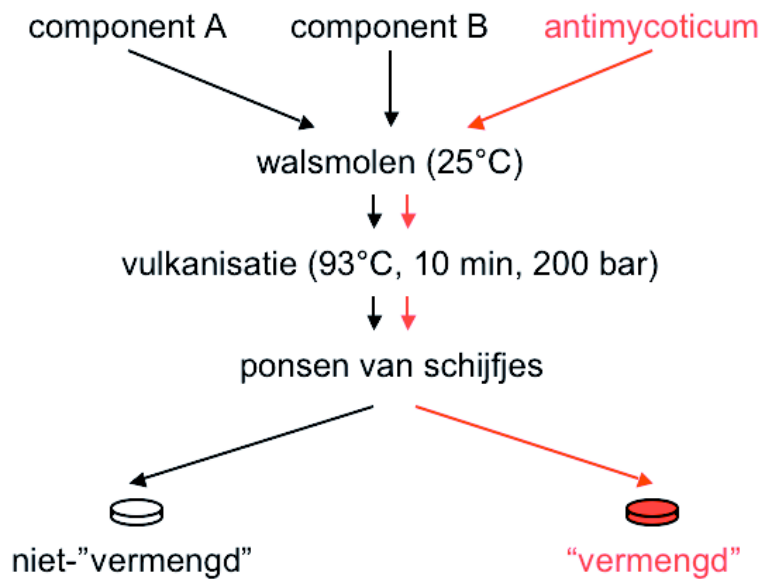 component A component B antimycoticum
walsmolen (25°C)
vulkanisatie (93°C, 10 min, 200 bar)
ponsen van schijfjes
niet-”vermengd” “vermengd”